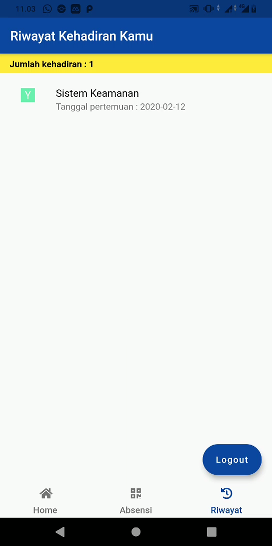 11.03
Riwayat Kehadiran Kamu
Jumlah kehadiran : 1
Y
Sistem Keamanan
Tanggal pertemuan : 2020-02-12
Logout
Home
Absensi
Riwayat